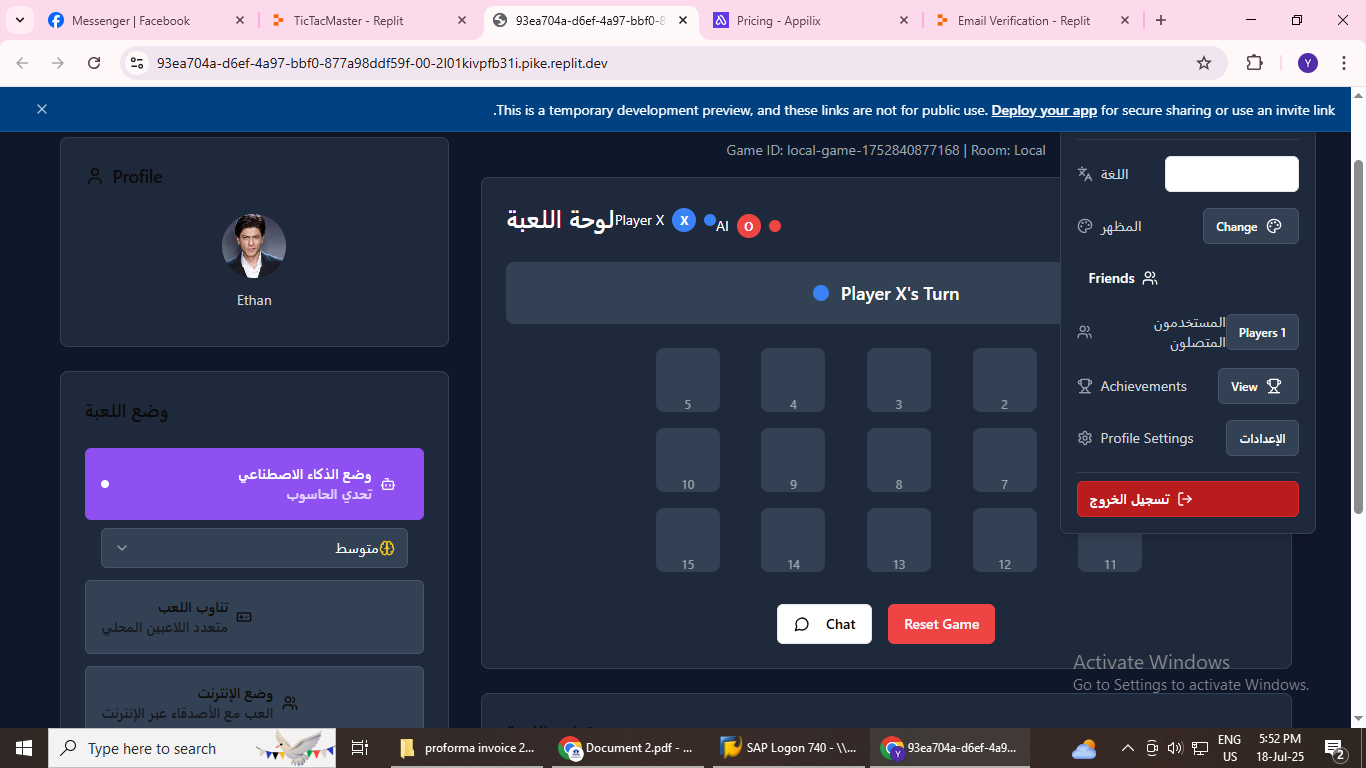 Messenger | Facebook
TicTacMaster - Replit
93ea704a-d6ef-4a97-bbf0-8
Pricing - Appilix
Email Verification - Replit
93ea704a-d6ef-4a97-bbf0-877a98ddf59f-00-2l01kivpfb31i.pike.replit.dev
Y
.This is a temporary development preview, and these links are not for public use. Deploy your app for secure sharing or use an invite link
Profile
Ethan
وضع اللعبة
وضع الذكاء الاصطناعي
تحدي الحاسوب
متوسط
تناوب اللعب
متعدد اللاعبين المحلي
وضع الإنترنت
العب مع الأصدقاء عبر الإنترنت
Game ID: local-game-1752840877168 | Room: Local
لوحة اللعبة
Player X X
AI O
Player X's Turn
5 4 3 2
10 9 8 7
15 14 13 12 11
Chat
Reset Game
اللغة
المظهر
Change
Friends
المستخدمون
المتصلون
Players 1
Achievements
View
Profile Settings
الإعدادات
تسجيل الخروج
Activate Windows
Go to Settings to activate Windows.
Type here to search
proforma invoice 2...
Document 2.pdf - ...
SAP Logon 740 - \\...
93ea704a-d6ef-4a9...
ENG
US
5:52 PM
18-Jul-25
2